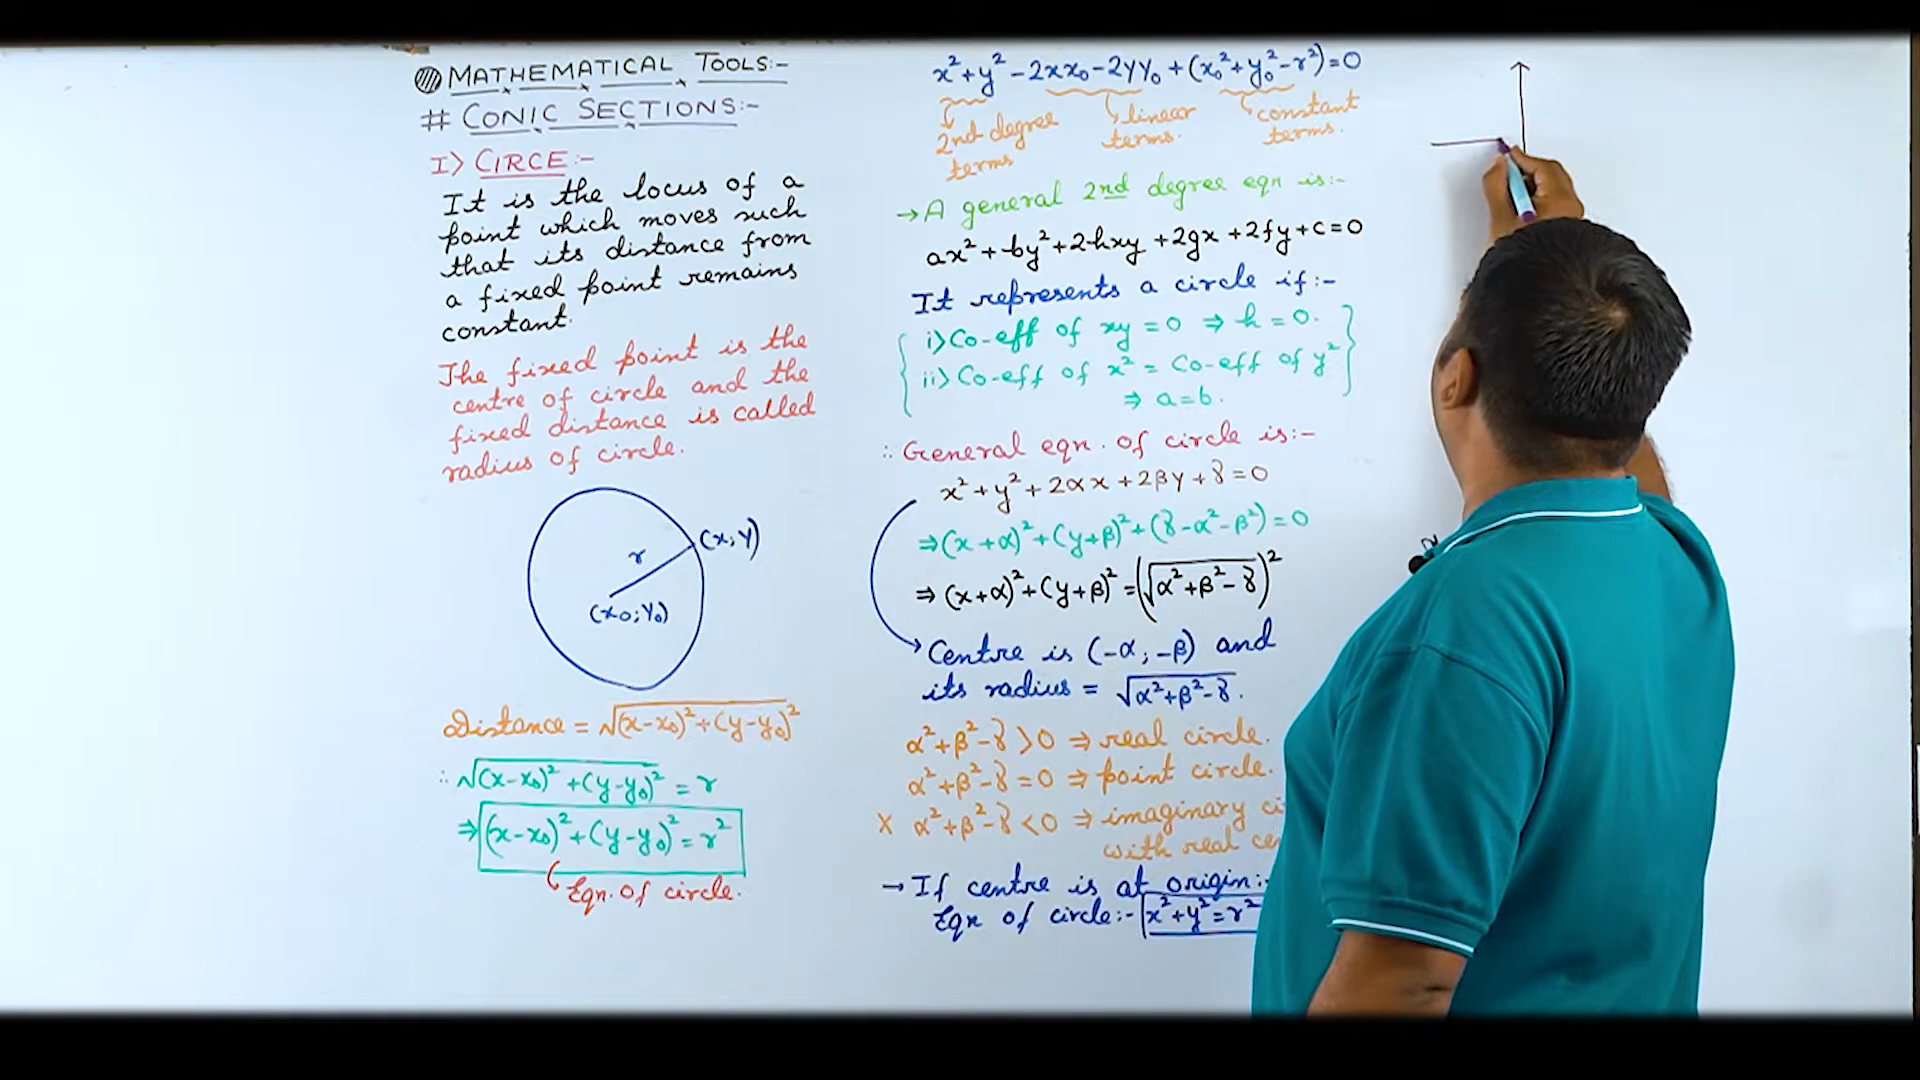 MATHEMATICAL TOOLS:-
# CONIC SECTIONS:-
I) CIRCE:-
It is the locus of a
point which moves such
that its distance from
a fixed point remains
constant.
The fixed point is the
centre of circle and the
fixed distance is called
radius of circle.
r
(x, y)
(x₀, y₀)
Distance = √(x-x₀)²+(y-y₀)²
∴ √(x-x₀)²+(y-y₀)² = r
⇒ (x-x₀)²+(y-y₀)² = r²
Eqn. of circle.
x²+y²-2xx₀-2yy₀+(x₀²+y₀²-r²)=0
2nd degree
terms
linear
terms.
constant
terms.
→ A general 2nd degree eqn is:-
ax²+by²+2hxy+2gx+2fy+c=0
It represents a circle if:-
i) Co-eff of xy = 0 ⇒ h = 0.
ii) Co-eff of x² = Co-eff of y²
⇒ a=b.
∴ General eqn. of circle is:-
x²+y²+2αx+2βy+γ=0
⇒ (x+α)²+(y+β)²+(γ-α²-β²)=0
⇒ (x+α)²+(y+β)²=(√α²+β²-γ)²
Centre is (-α, -β) and
its radius = √α²+β²-γ.
α²+β²-γ>0 ⇒ real circle.
α²+β²-γ=0 ⇒ point circle.
X α²+β²-γ<0 ⇒ imaginary ci
with real ce
→ If centre is at origin:-
Eqn of circle:- x²+y²=r²